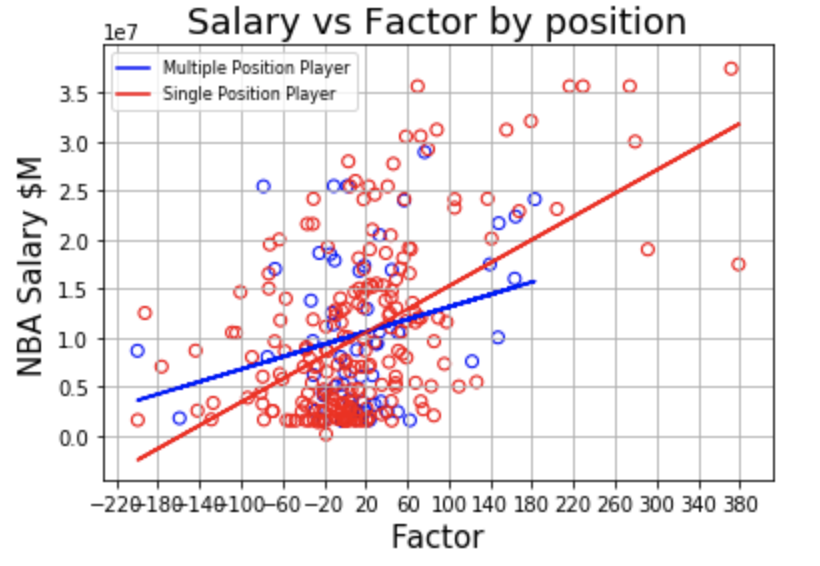 Salary vs Factor by position
1e7
Multiple Position Player
Single Position Player
3.5
3.0
2.5
2.0
1.5
1.0
0.5
0.0
NBA Salary $M
−220−180−140−100−60 −20 20 60 100 140 180 220 260 300 340 380
Factor